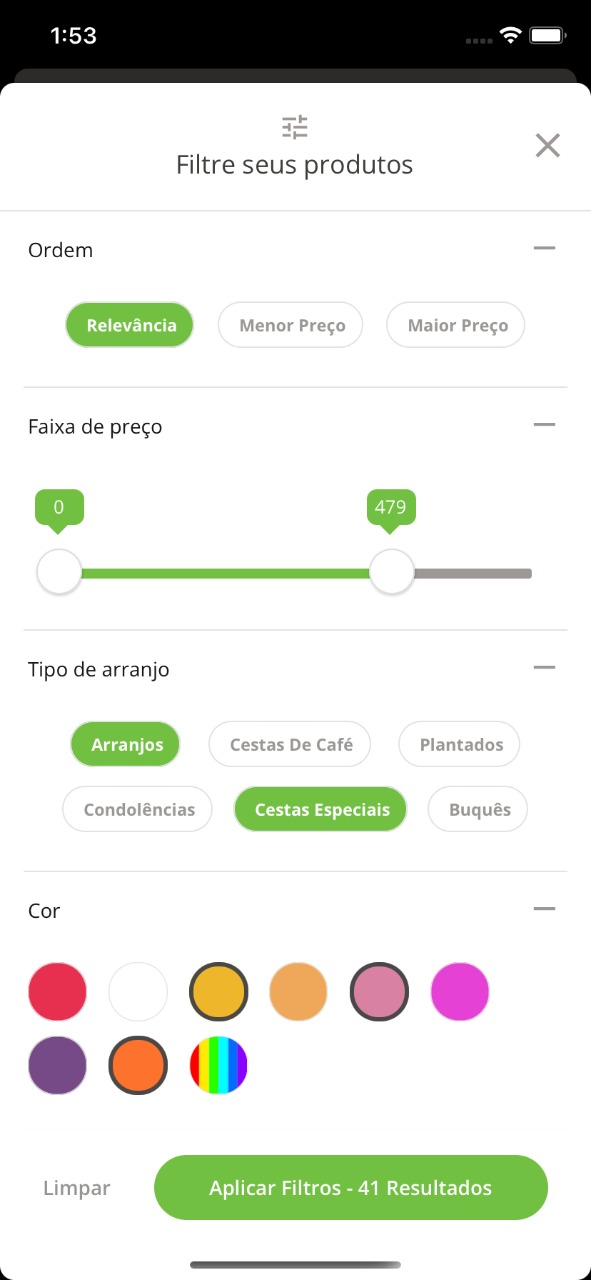 1:53
Filtre seus produtos
Ordem
Relevância Menor Preço Maior Preço
Faixa de preço
0 479
Tipo de arranjo
Arranjos Cestas De Café Plantados
Condolências Cestas Especiais Buquês
Cor
Limpar Aplicar Filtros - 41 Resultados